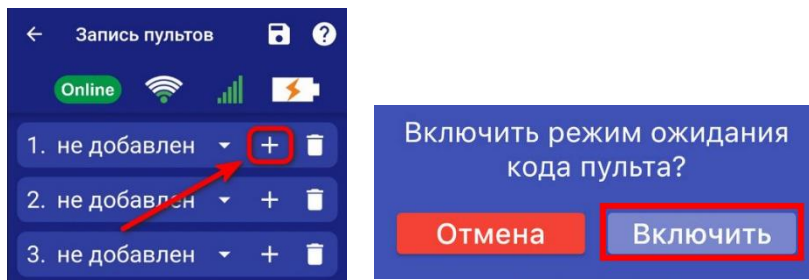 Запись пультов
Online
1. не добавлен
2. не добавлен
3. не добавлен
Включить режим ожидания
кода пульта?
Отмена
Включить